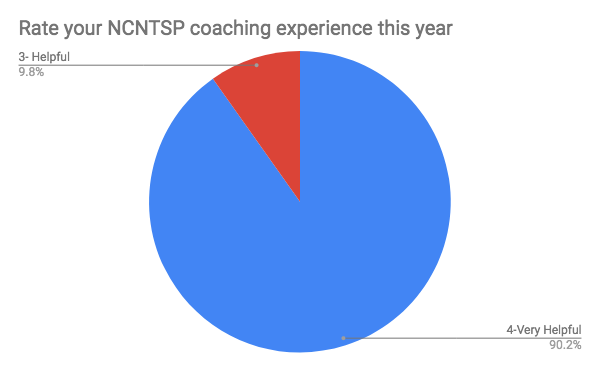 Rate your NCNTSP coaching experience this year
3- Helpful
9.8%
4-Very Helpful
90.2%